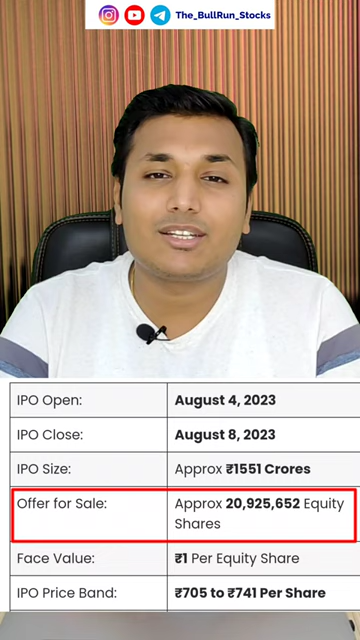 The_BullRun_Stocks
IPO Open: August 4, 2023
IPO Close: August 8, 2023
IPO Size: Approx ₹1551 Crores
Offer for Sale: Approx 20,925,652 Equity
Shares
Face Value: ₹1 Per Equity Share
IPO Price Band: ₹705 to ₹741 Per Share